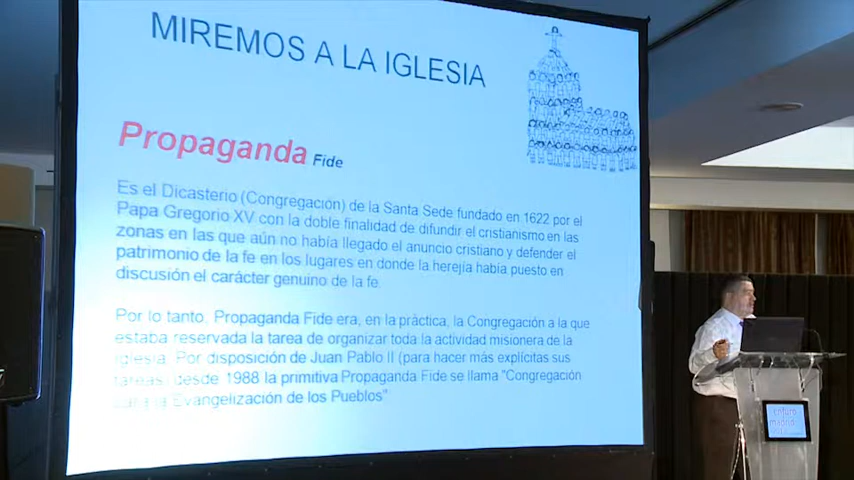 MIREMOS A LA IGLESIA
Propaganda Fide
Es el Dicasterio (Congregación) de la Santa Sede fundado en 1622 por el
Papa Gregorio XV con la doble finalidad de difundir el cristianismo en las
zonas en las que aún no había llegado el anuncio cristiano y defender el
patrimonio de la fe en los lugares en donde la herejía había puesto en
discusión el carácter genuino de la fe.
Por lo tanto, Propaganda Fide era, en la práctica, la Congregación a la que
estaba reservada la tarea de organizar toda la actividad misionera de la
Iglesia. Por disposición de Juan Pablo II (para hacer más explícitas sus
tareas, desde 1988 la primitiva Propaganda Fide se llama "Congregación
para la Evangelización de los Pueblos"
enfuro
madrid